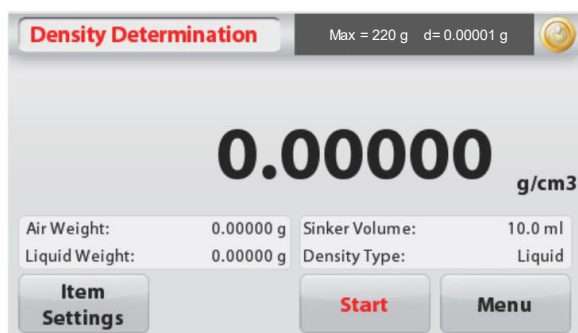 Density Determination Max = 220 g d= 0.00001 g
0.00000 g/cm3
Air Weight: 0.00000 g Sinker Volume: 10.0 ml
Liquid Weight: 0.00000 g Density Type: Liquid
Item Settings
Start
Menu